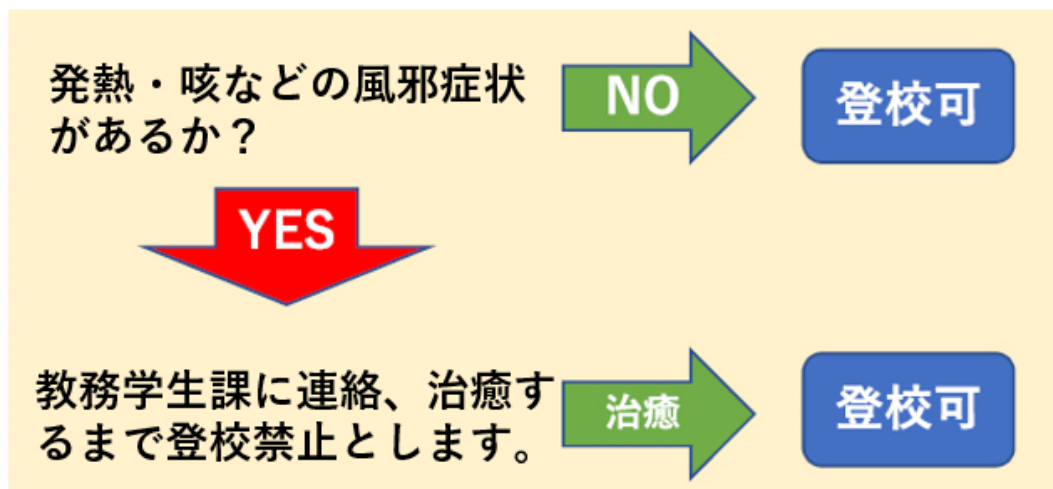 発熱・咳などの風邪症状
があるか？
NO
登校可
YES
教務学生課に連絡、治癒す
るまで登校禁止とします。
治癒
登校可